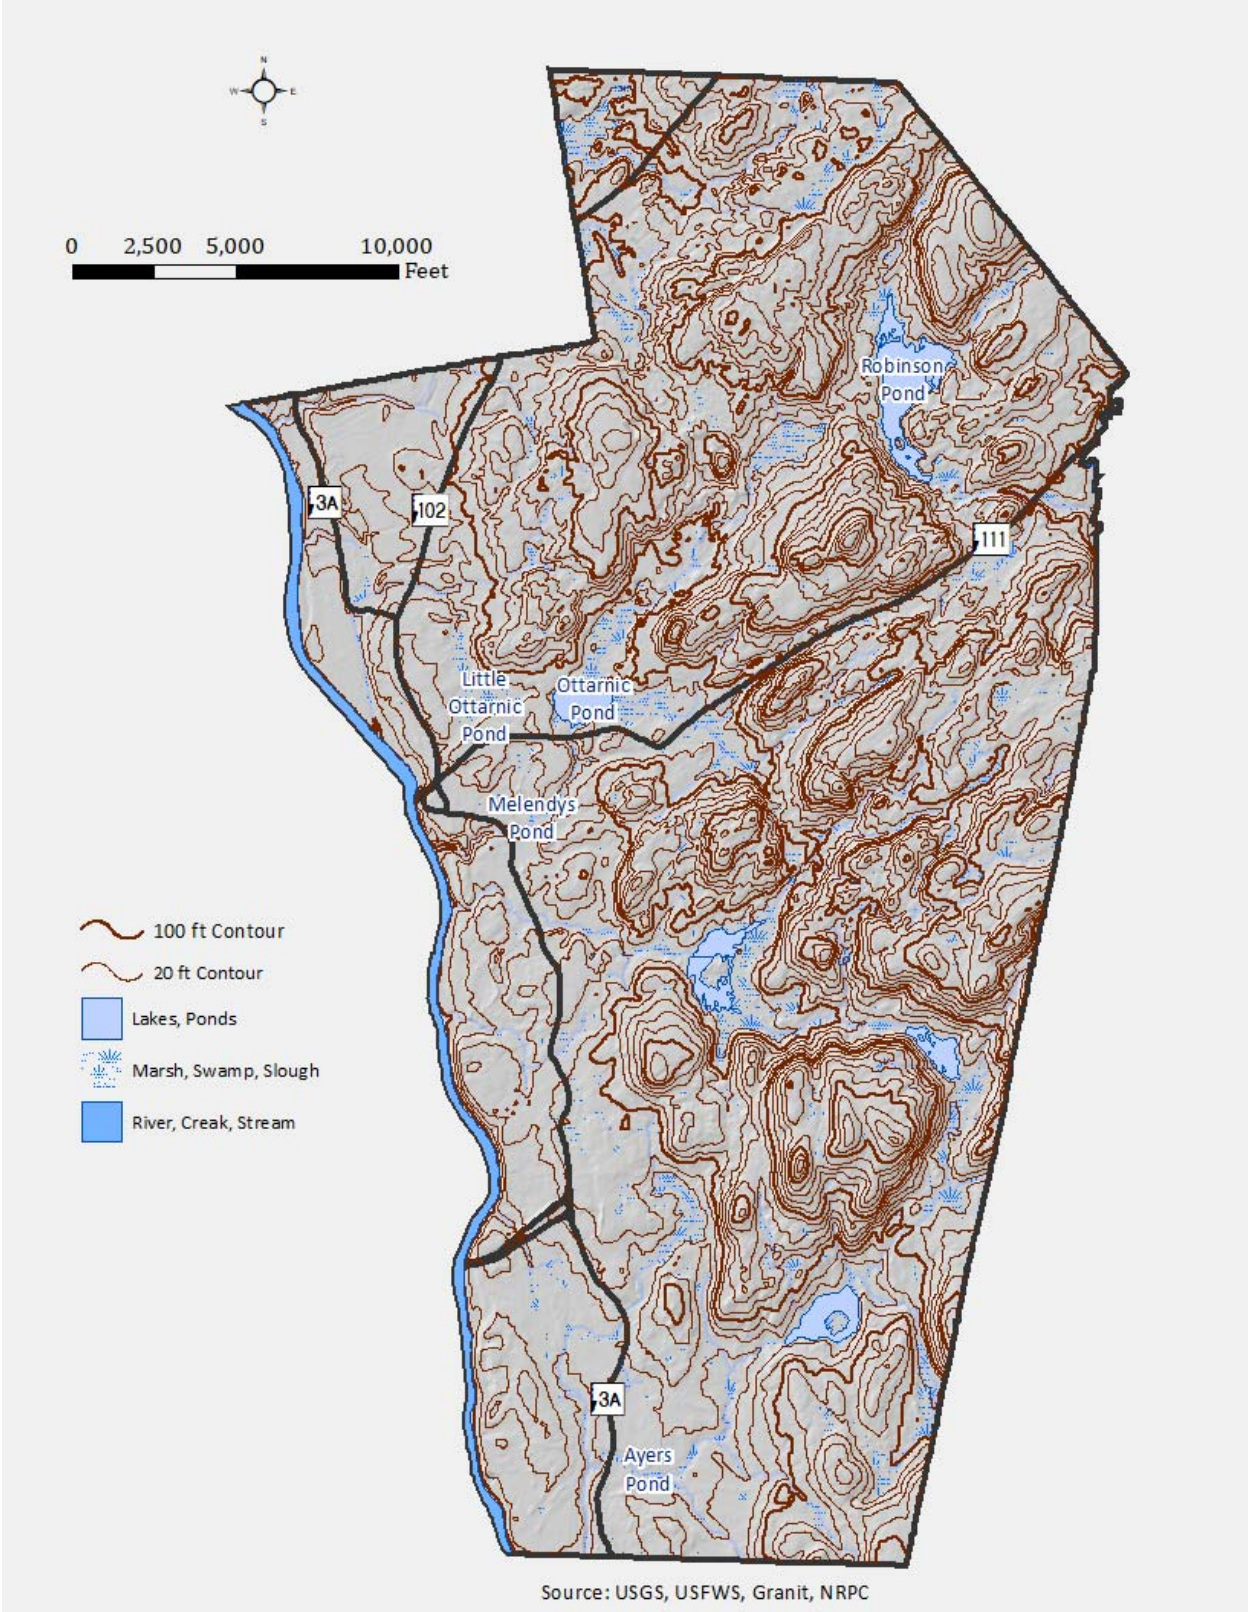 N
W E
S
0 2,500 5,000 10,000
Feet
Robinson
Pond
3A
102
111
Little
Ottarnic
Pond
Ottarnic
Pond
Melendys
Pond
100 ft Contour
20 ft Contour
Lakes, Ponds
Marsh, Swamp, Slough
River, Creak, Stream
3A
Ayers
Pond
Source: USGS, USFWS, Granit, NRPC